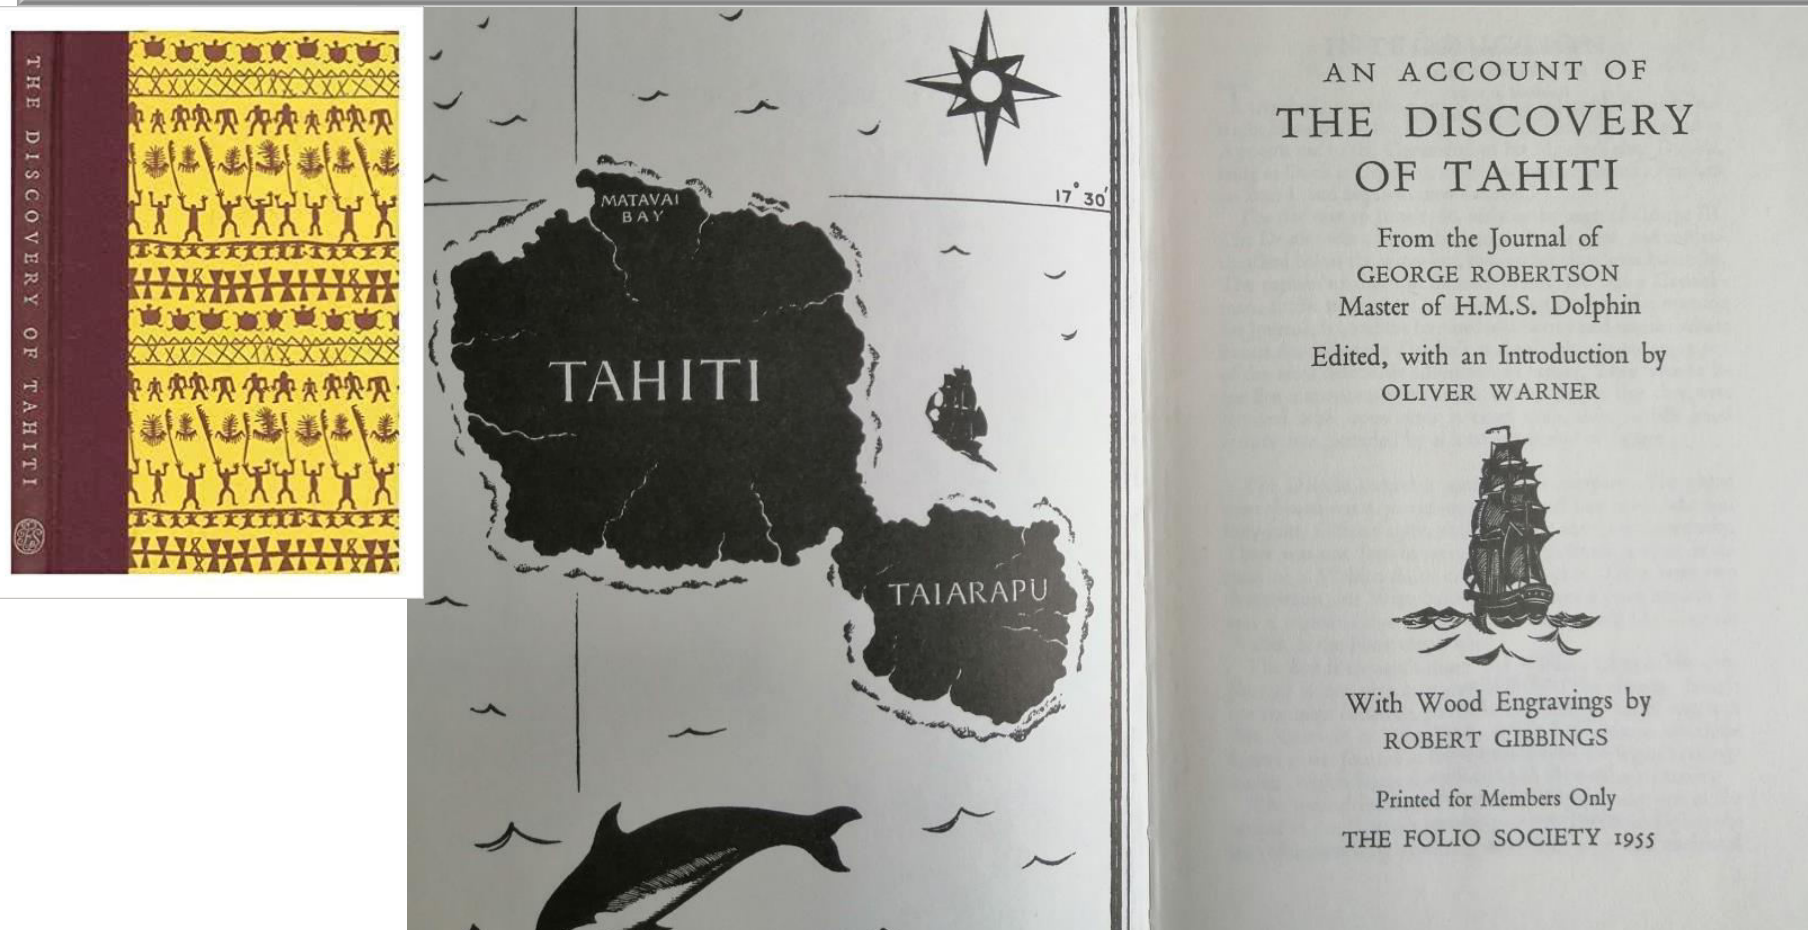 THE DISCOVERY OF TAHITI
MATAVAI
BAY
17° 30'
TAHITI
TAIARAPU
AN ACCOUNT OF
THE DISCOVERY
OF TAHITI
From the Journal of
GEORGE ROBERTSON
Master of H.M.S. Dolphin
Edited, with an Introduction by
OLIVER WARNER
With Wood Engravings by
ROBERT GIBBINGS
Printed for Members Only
THE FOLIO SOCIETY 1955